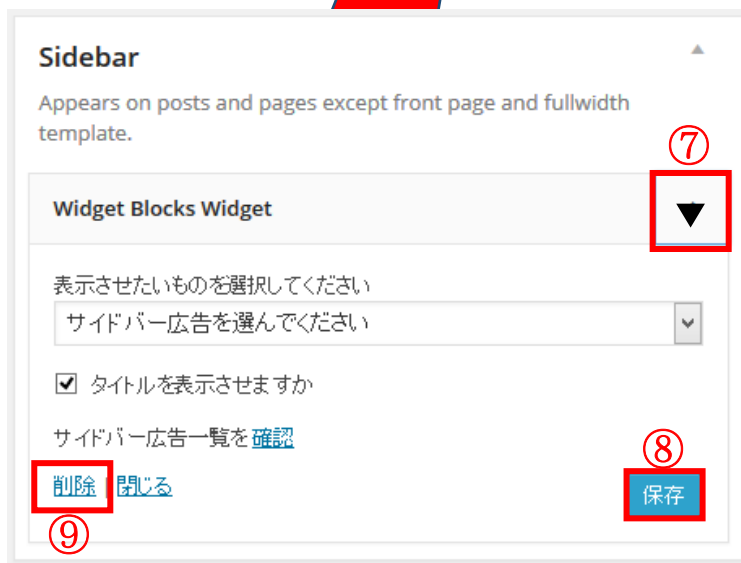 Sidebar
Appears on posts and pages except front page and fullwidth
template.
⑦
Widget Blocks Widget
表示させたいものを選択してください
サイドバー広告を選んでください
タイトルを表示させますか
サイドバー広告一覧を確認
⑧
削除 | 閉じる
保存
⑨